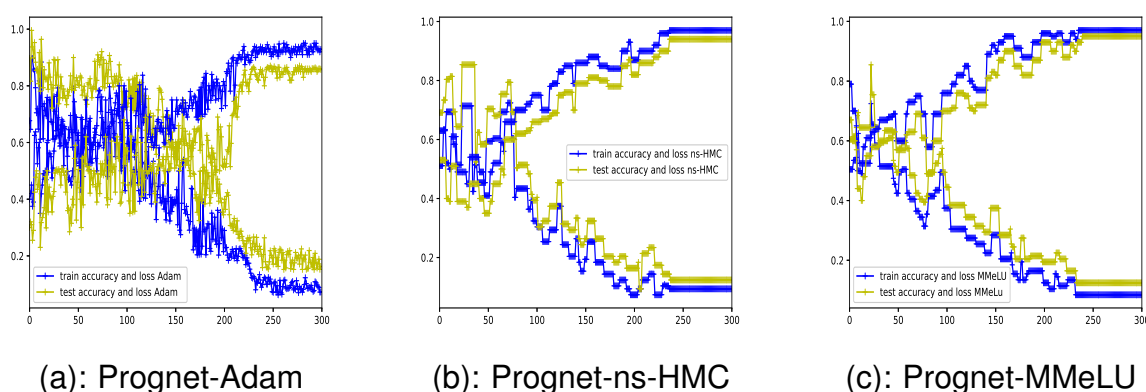 1.0
0.8
0.6
0.4
0.2
train accuracy and loss Adam
test accuracy and loss Adam
0 50 100 150 200 250 300
(a): Prognet-Adam
1.0
0.8
0.6
0.4
0.2
train accuracy and loss ns-HMC
test accuracy and loss ns-HMC
0 50 100 150 200 250 300
(b): Prognet-ns-HMC
1.0
0.8
0.6
0.4
0.2
train accuracy and loss MMeLU
test accuracy and loss MMeLu
0 50 100 150 200 250 300
(c): Prognet-MMeLU